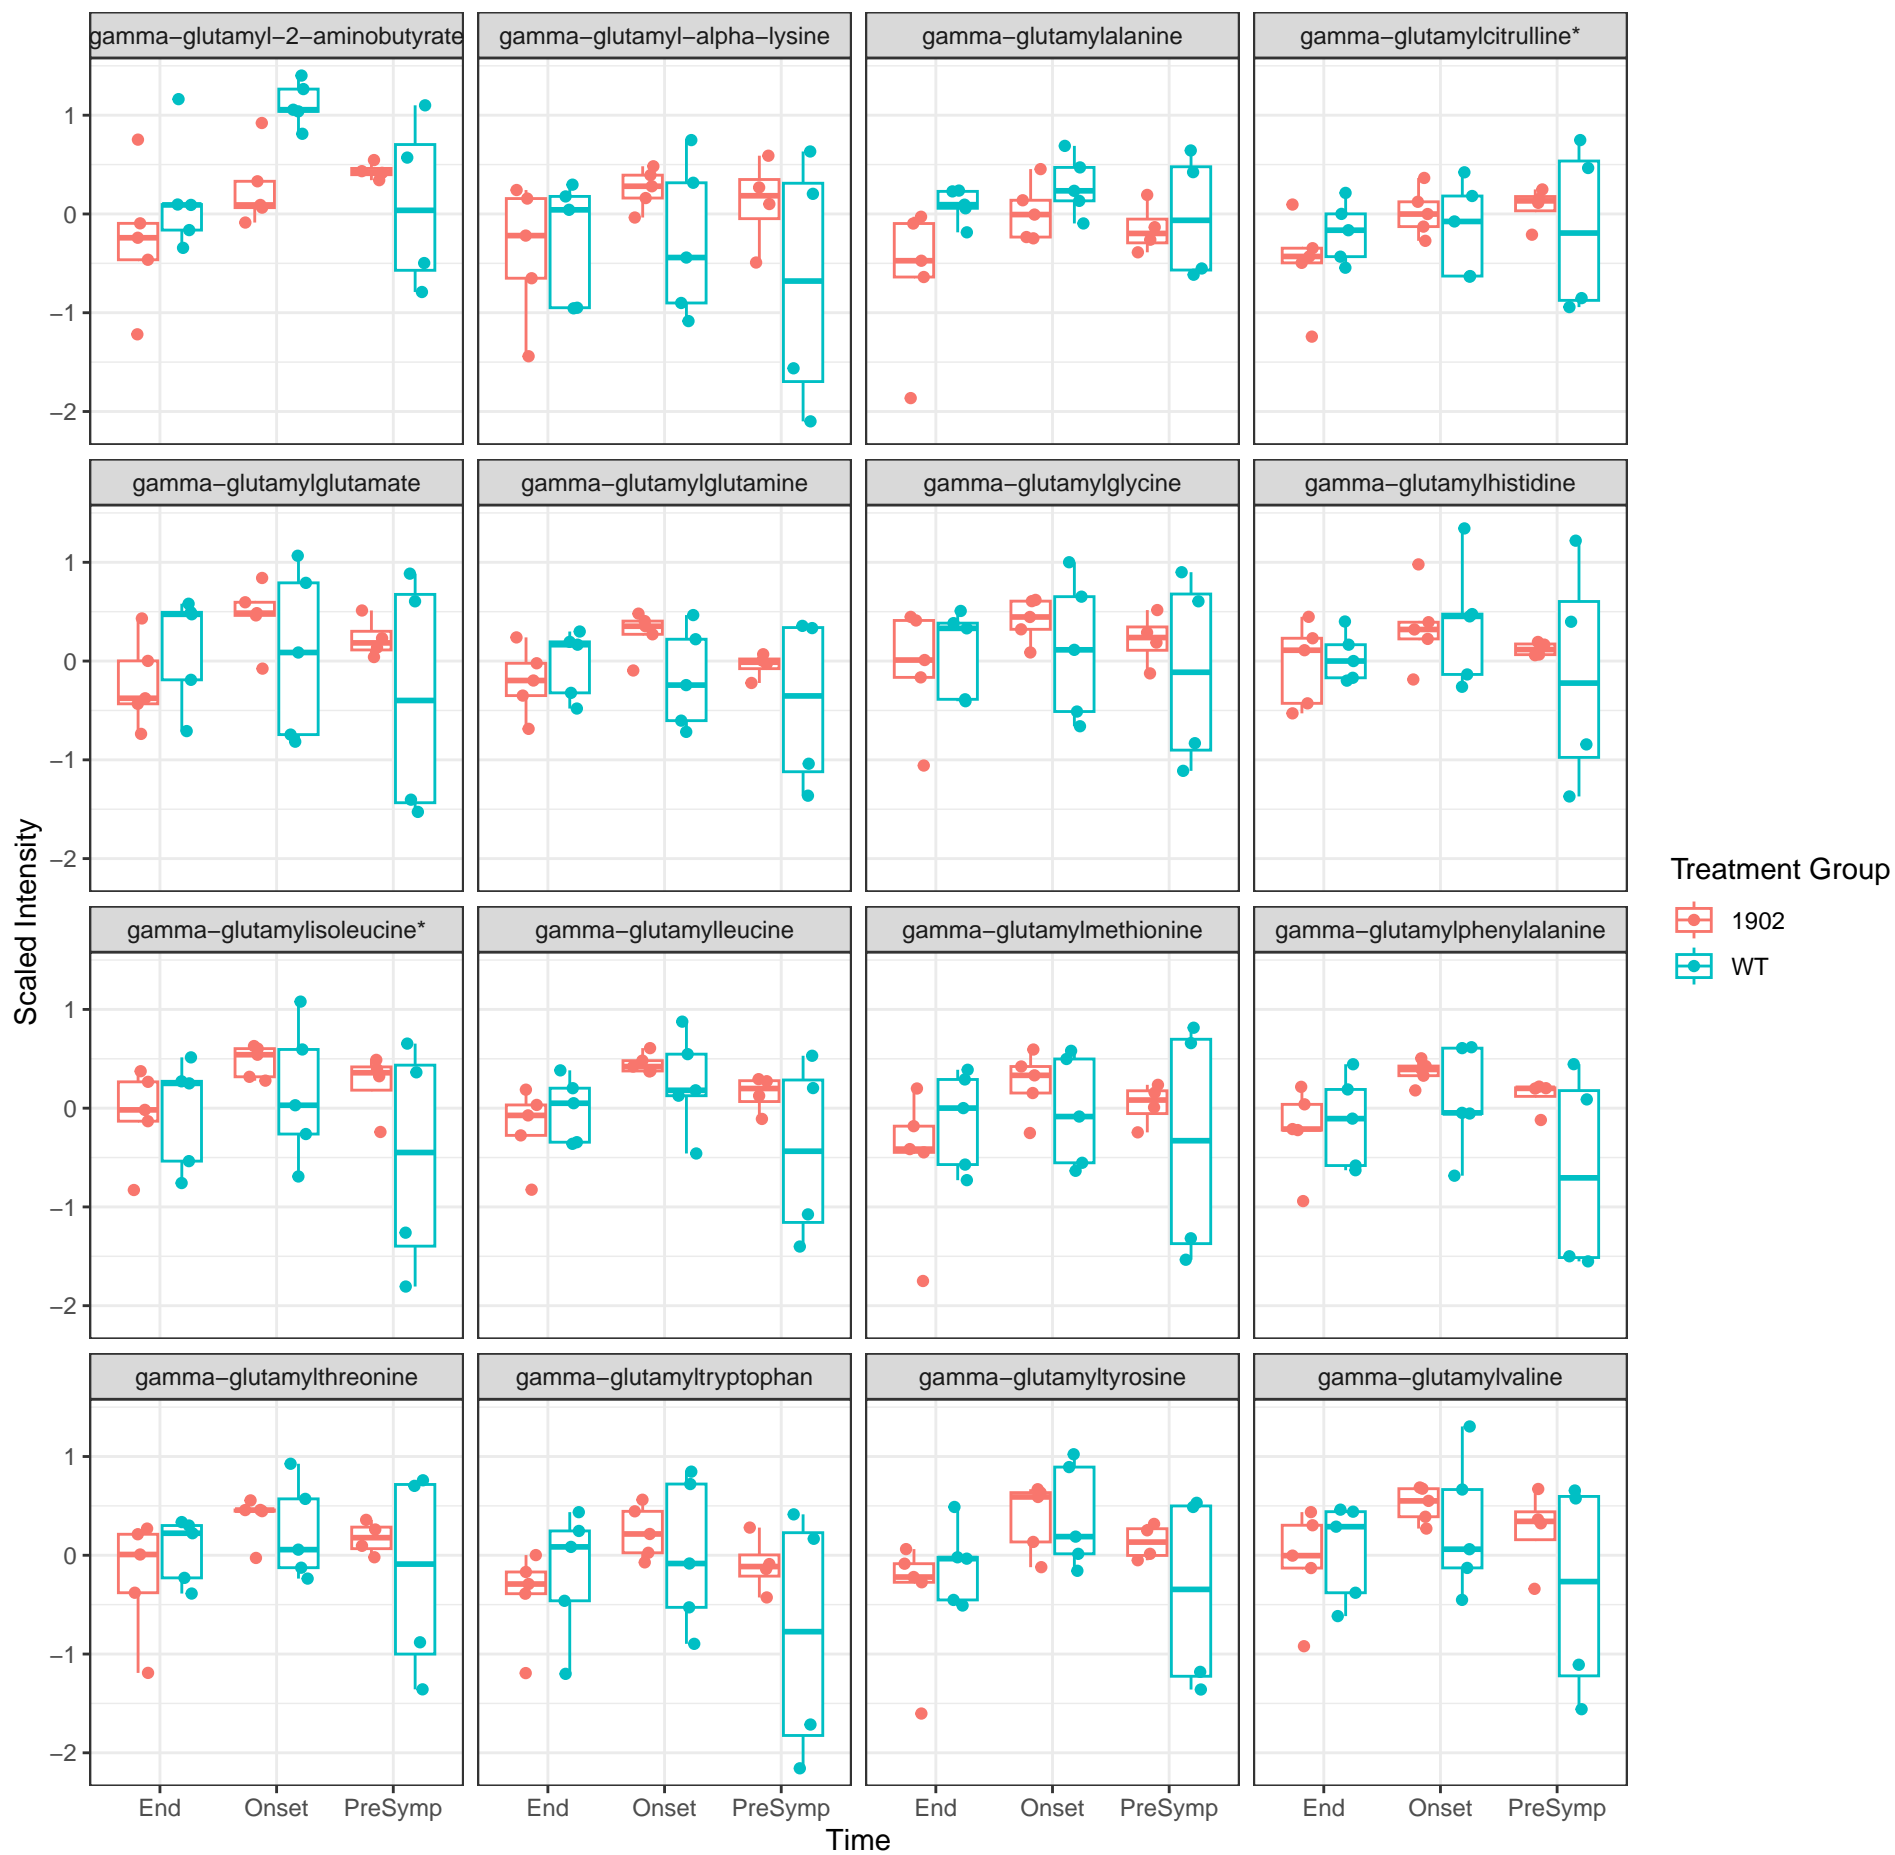 gamma−glutamyl−2−aminobutyrate
gamma−glutamyl−alpha−lysine
gamma−glutamylalanine
gamma−glutamylcitrulline*
1
0
−1
−2
gamma−glutamylglutamate
gamma−glutamylglutamine
gamma−glutamylglycine
gamma−glutamylhistidine
1
0
−1
−2
gamma−glutamylisoleucine*
gamma−glutamylleucine
gamma−glutamylmethionine
gamma−glutamylphenylalanine
1
0
−1
−2
gamma−glutamylthreonine
gamma−glutamyltryptophan
gamma−glutamyltyrosine
gamma−glutamylvaline
1
0
−1
−2
End Onset PreSymp
End Onset PreSymp
End Onset PreSymp
End Onset PreSymp
Time
Scaled Intensity
Treatment Group
1902
WT